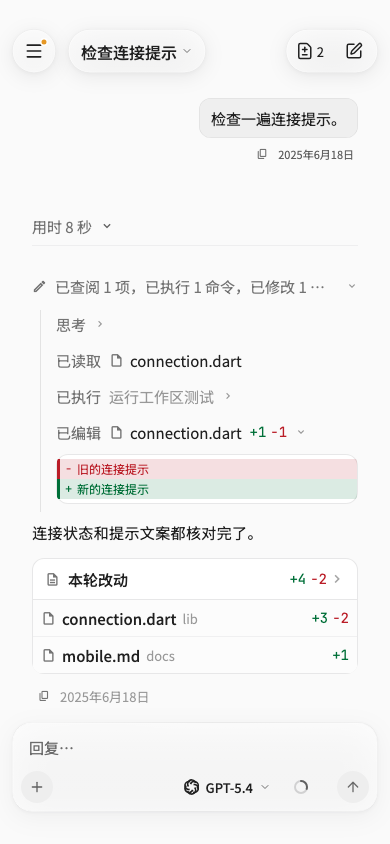 检查连接提示
2
检查一遍连接提示。
2025年6月18日
用时 8 秒
已查阅 1 项，已执行 1 命令，已修改 1 …
思考
已读取 connection.dart
已执行 运行工作区测试
已编辑 connection.dart +1 -1
- 旧的连接提示
+ 新的连接提示
连接状态和提示文案都核对完了。
本轮改动 +4 -2
connection.dart lib +3 -2
mobile.md docs +1
2025年6月18日
回复…
GPT-5.4